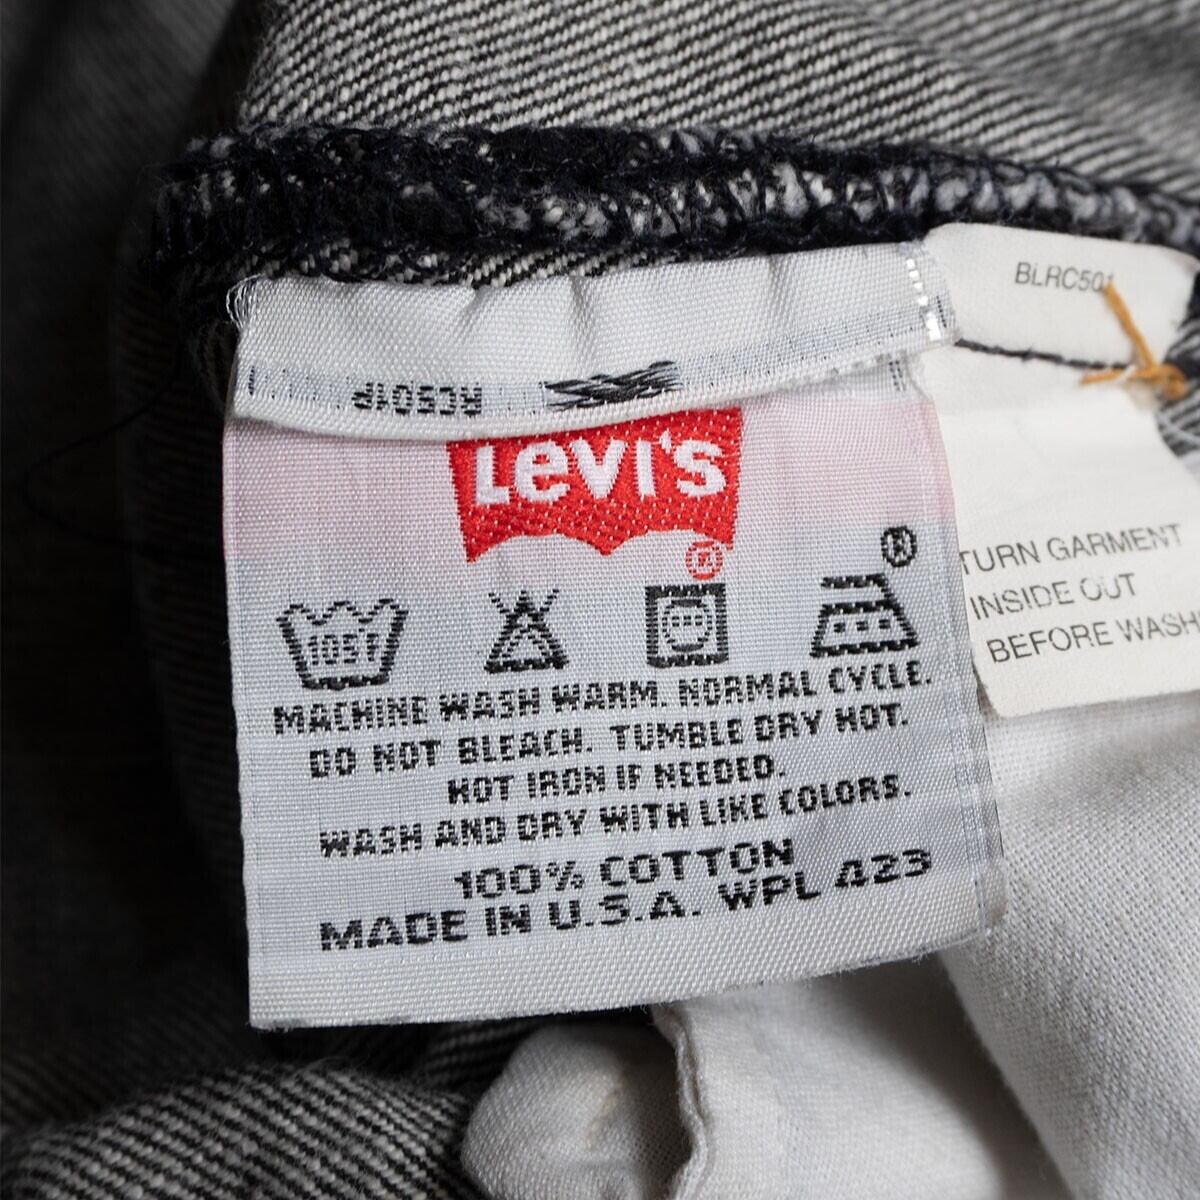 BLRC501
RC501P
Levi's
®
®
105°F
MACHINE WASH WARM. NORMAL CYCLE.
DO NOT BLEACH. TUMBLE DRY HOT.
HOT IRON IF NEEDED.
WASH AND DRY WITH LIKE COLORS.
100% COTTON
MADE IN U.S.A. WPL 423
TURN GARMENT
INSIDE OUT
BEFORE WASH